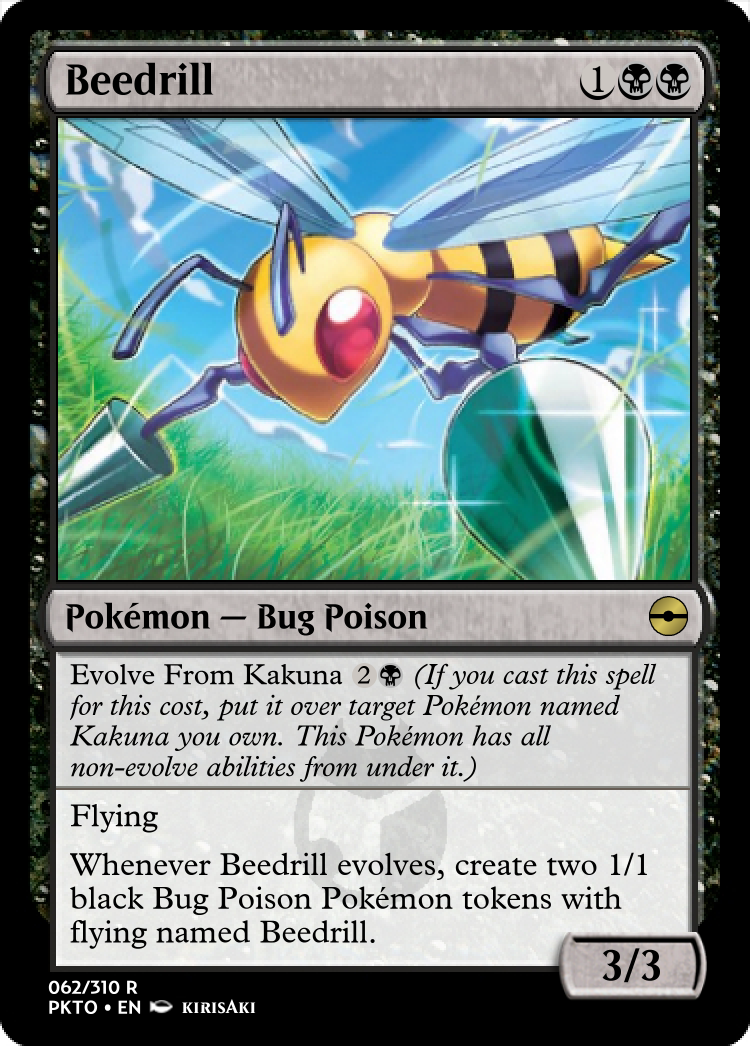 Beedrill 1
Pokémon — Bug Poison
Evolve From Kakuna 2 (If you cast this spell
for this cost, put it over target Pokémon named
Kakuna you own. This Pokémon has all
non-evolve abilities from under it.)
Flying
Whenever Beedrill evolves, create two 1/1
black Bug Poison Pokémon tokens with
flying named Beedrill.
3/3
062/310 R
PKTO • EN KIRISAKI